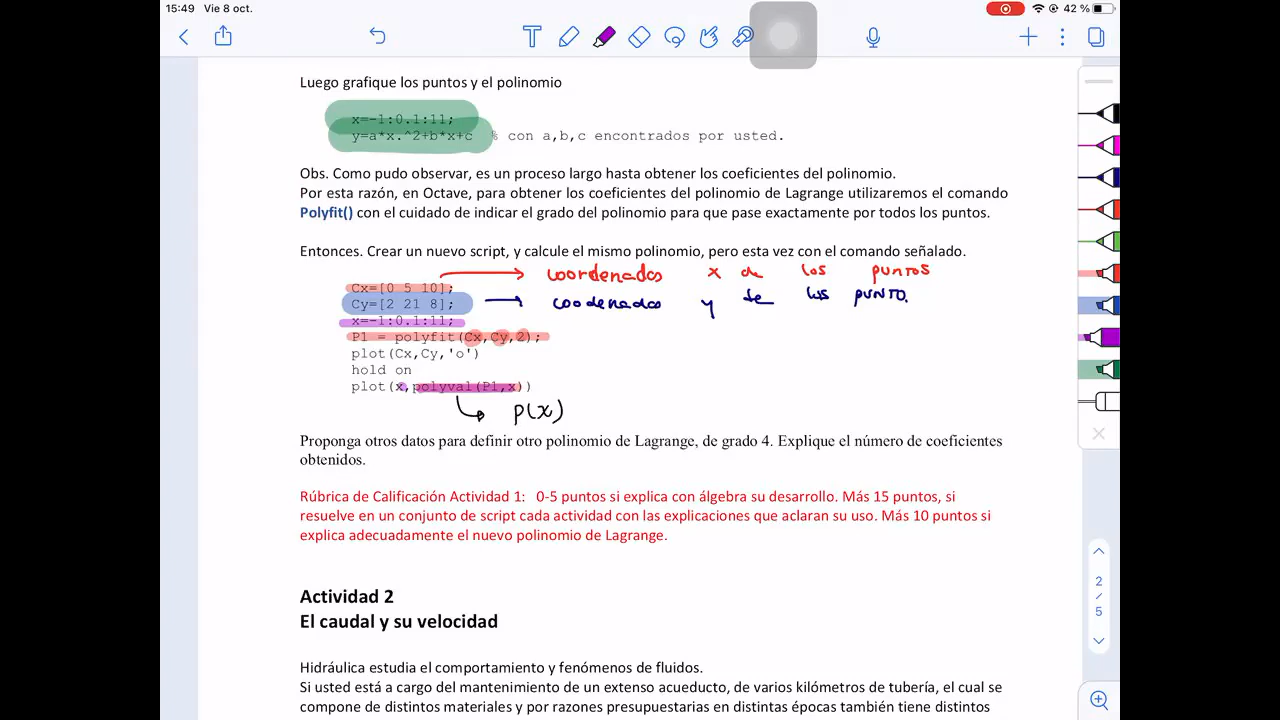 15:49 Vie 8 oct. 42 %
Luego grafique los puntos y el polinomio
x=-1:0.1:11;
y=a*x.^2+b*x+c % con a,b,c encontrados por usted.
Obs. Como pudo observar, es un proceso largo hasta obtener los coeficientes del polinomio.
Por esta razón, en Octave, para obtener los coeficientes del polinomio de Lagrange utilizaremos el comando
Polyfit() con el cuidado de indicar el grado del polinomio para que pase exactamente por todos los puntos.
Entonces. Crear un nuevo script, y calcule el mismo polinomio, pero esta vez con el comando señalado.
coordenadas x de los puntos
Cx=[0 5 10];
Cy=[2 21 8]; coodenadas y de los punto.
x=-1:0.1:11;
P1 = polyfit(Cx,Cy,2);
plot(Cx,Cy,'o')
hold on
plot(x,polyval(P1,x))
p(x)
Proponga otros datos para definir otro polinomio de Lagrange, de grado 4. Explique el número de coeficientes
obtenidos.
Rúbrica de Calificación Actividad 1: 0-5 puntos si explica con álgebra su desarrollo. Más 15 puntos, si
resuelve en un conjunto de script cada actividad con las explicaciones que aclaran su uso. Más 10 puntos si
explica adecuadamente el nuevo polinomio de Lagrange.
2
/
5
Actividad 2
El caudal y su velocidad
Hidráulica estudia el comportamiento y fenómenos de fluidos.
Si usted está a cargo del mantenimiento de un extenso acueducto, de varios kilómetros de tubería, el cual se
compone de distintos materiales y por razones presupuestarias en distintas épocas también tiene distintos